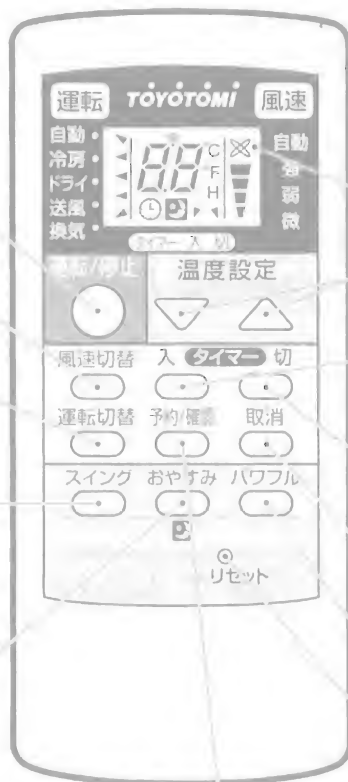 運転 TOYOTOMi 風速
自動
冷房
ドライ
送風
換気
88
C
F
H
自動
強
弱
微
タイマー 入 切
運転/停止
温度設定
風速切替 入 タイマー 切
運転切替 予約/確認 取消
スイング おやすみ パワフル
リセット